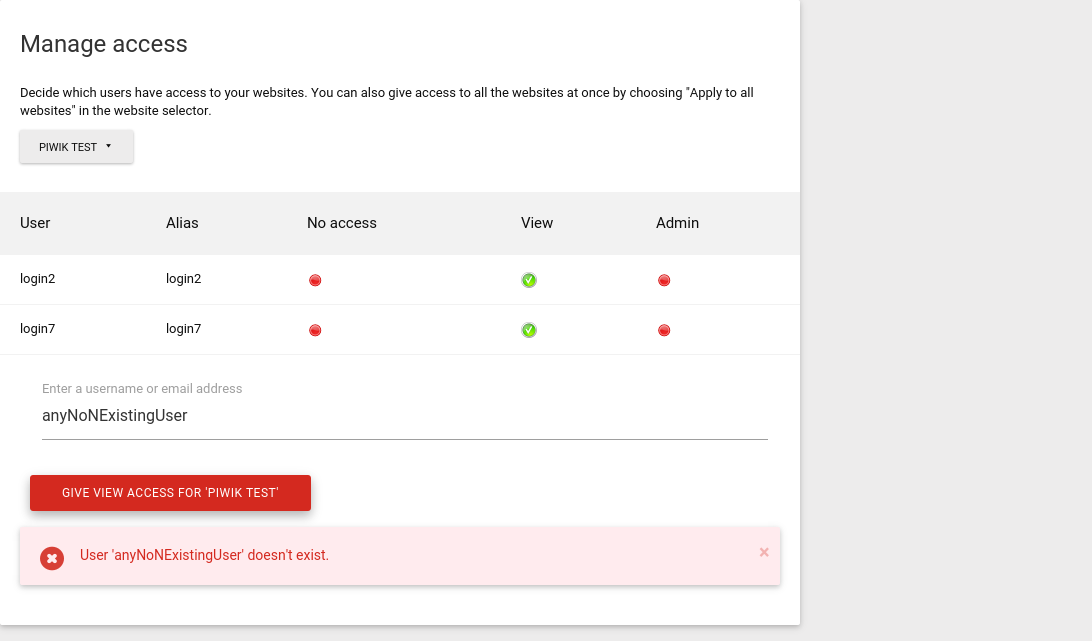 Manage access
Decide which users have access to your websites. You can also give access to all the websites at once by choosing "Apply to all
websites" in the website selector.
PIWIK TEST
User Alias No access View Admin
login2 login2
login7 login7
Enter a username or email address
anyNoNExistingUser
GIVE VIEW ACCESS FOR 'PIWIK TEST'
User 'anyNoNExistingUser' doesn't exist.